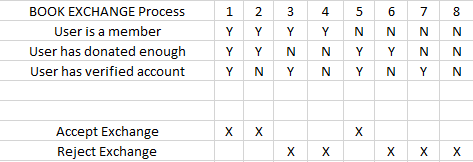 BOOK EXCHANGE Process 1 2 3 4 5 6 7 8
User is a member Y Y Y Y N N N N
User has donated enough Y Y N N Y Y N N
User has verified account Y N Y N Y N Y N
Accept Exchange X X X
Reject Exchange X X X X X